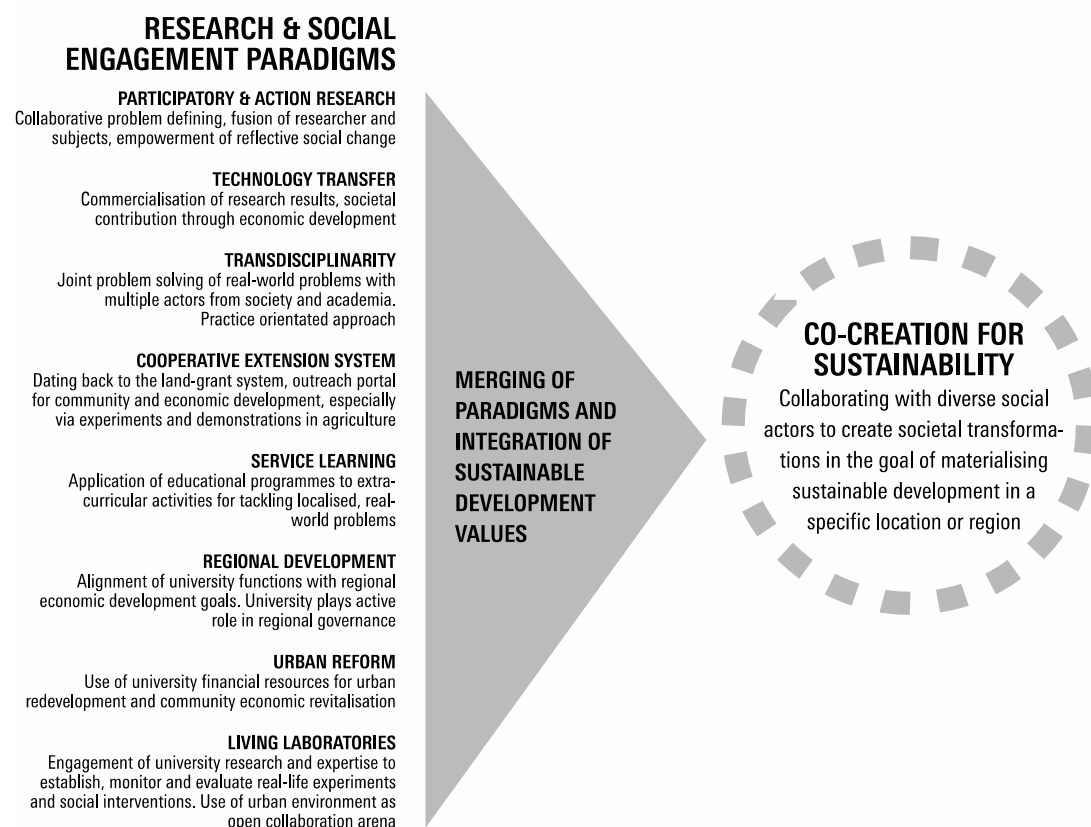 RESEARCH & SOCIAL
ENGAGEMENT PARADIGMS
PARTICIPATORY & ACTION RESEARCH
Collaborative problem defining, fusion of researcher and
subjects, empowerment of reflective social change
TECHNOLOGY TRANSFER
Commercialisation of research results, societal
contribution through economic development
TRANSDISCIPLINARITY
Joint problem solving of real-world problems with
multiple actors from society and academia.
Practice orientated approach
COOPERATIVE EXTENSION SYSTEM
Dating back to the land-grant system, outreach portal
for community and economic development, especially
via experiments and demonstrations in agriculture
SERVICE LEARNING
Application of educational programmes to extra-
curricular activities for tackling localised, real-
world problems
REGIONAL DEVELOPMENT
Alignment of university functions with regional
economic development goals. University plays active
role in regional governance
URBAN REFORM
Use of university financial resources for urban
redevelopment and community economic revitalisation
LIVING LABORATORIES
Engagement of university research and expertise to
establish, monitor and evaluate real-life experiments
and social interventions. Use of urban environment as
open collaboration arena
MERGING OF
PARADIGMS AND
INTEGRATION OF
SUSTAINABLE
DEVELOPMENT
VALUES
CO-CREATION FOR
SUSTAINABILITY
Collaborating with diverse social
actors to create societal transforma-
tions in the goal of materialising
sustainable development in a
specific location or region